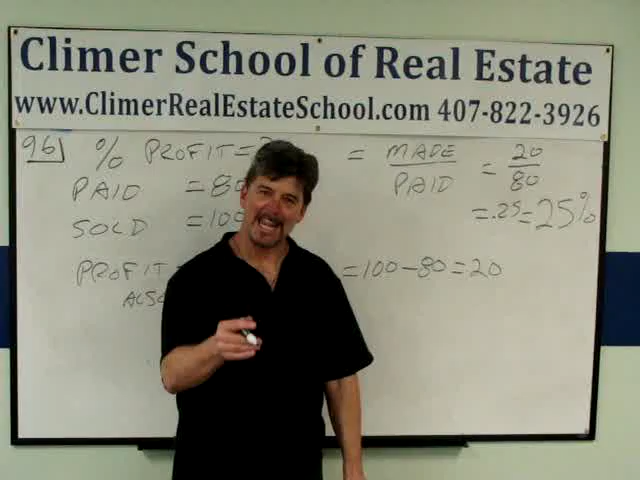 Climer School of Real Estate
www.ClimerRealEstateSchool.com 407-822-3926
96) % PROFIT = = MADE / PAID = 20 / 80
PAID = 80 = .25 = 25%
SOLD = 100
PROFIT = 100 - 80 = 20
ALSO